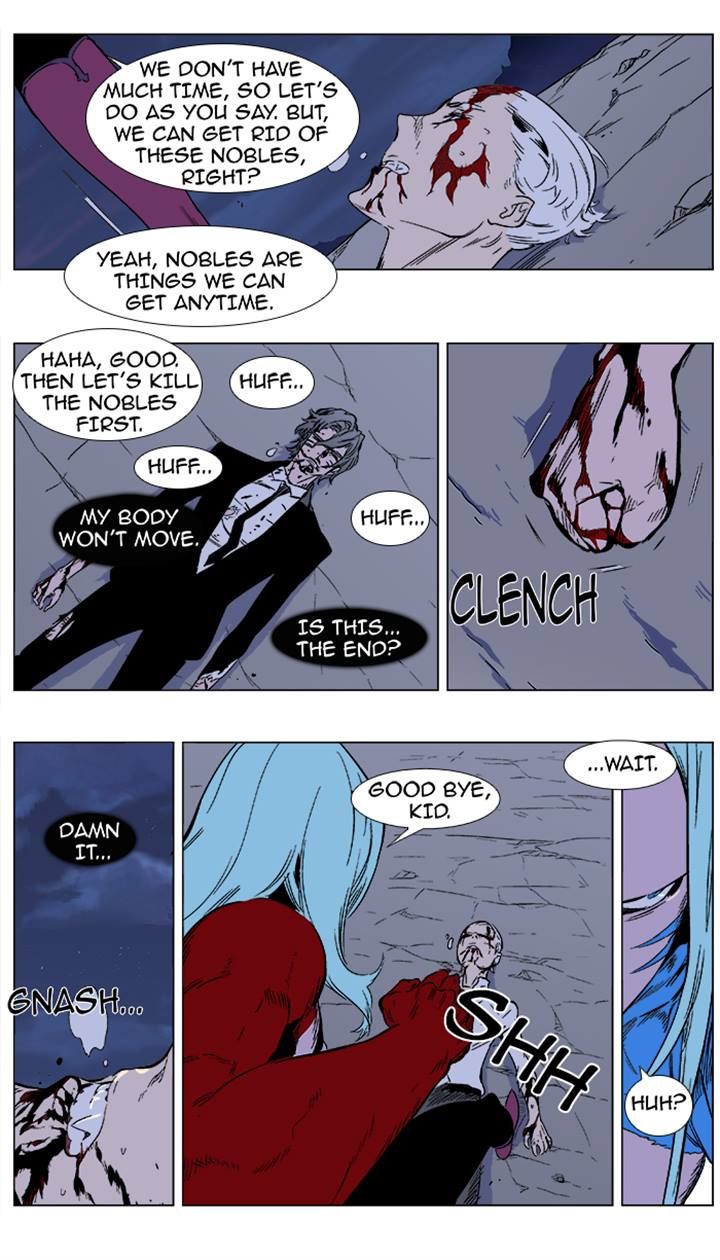 WE DON'T HAVE
MUCH TIME, SO LET'S
DO AS YOU SAY. BUT,
WE CAN GET RID OF
THESE NOBLES,
RIGHT?
YEAH, NOBLES ARE
THINGS WE CAN
GET ANYTIME.
HAHA, GOOD.
THEN LET'S KILL
THE NOBLES
FIRST.
HUFF...
HUFF...
HUFF...
MY BODY
WON'T MOVE.
IS THIS...
THE END?
CLENCH
DAMN
IT...
GNASH...
GOOD BYE,
KID.
SHH
...WAIT.
HUH?